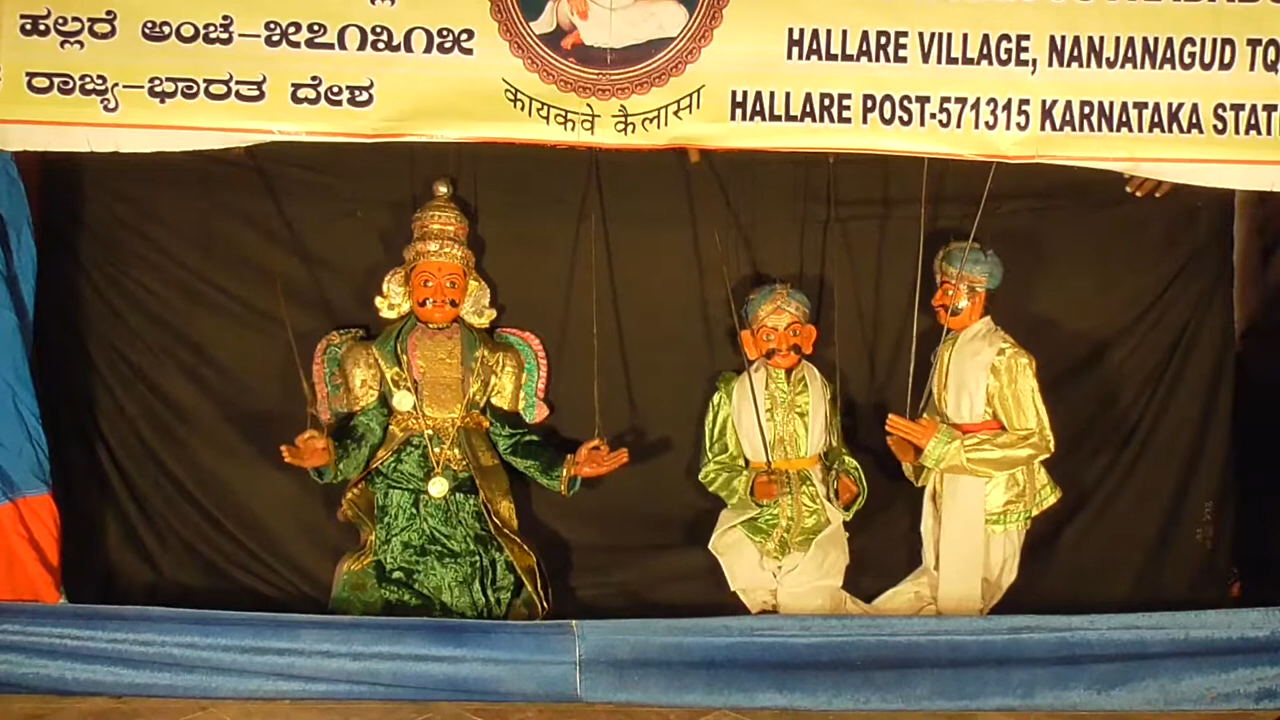 ಹಲ್ಲರೆ ಅಂಚೆ-೫೭೧೩೧೫
ರಾಜ್ಯ-ಭಾರತ ದೇಶ
कायकवे कैलासा
HALLARE VILLAGE, NANJANAGUD TQ
HALLARE POST-571315 KARNATAKA STAT